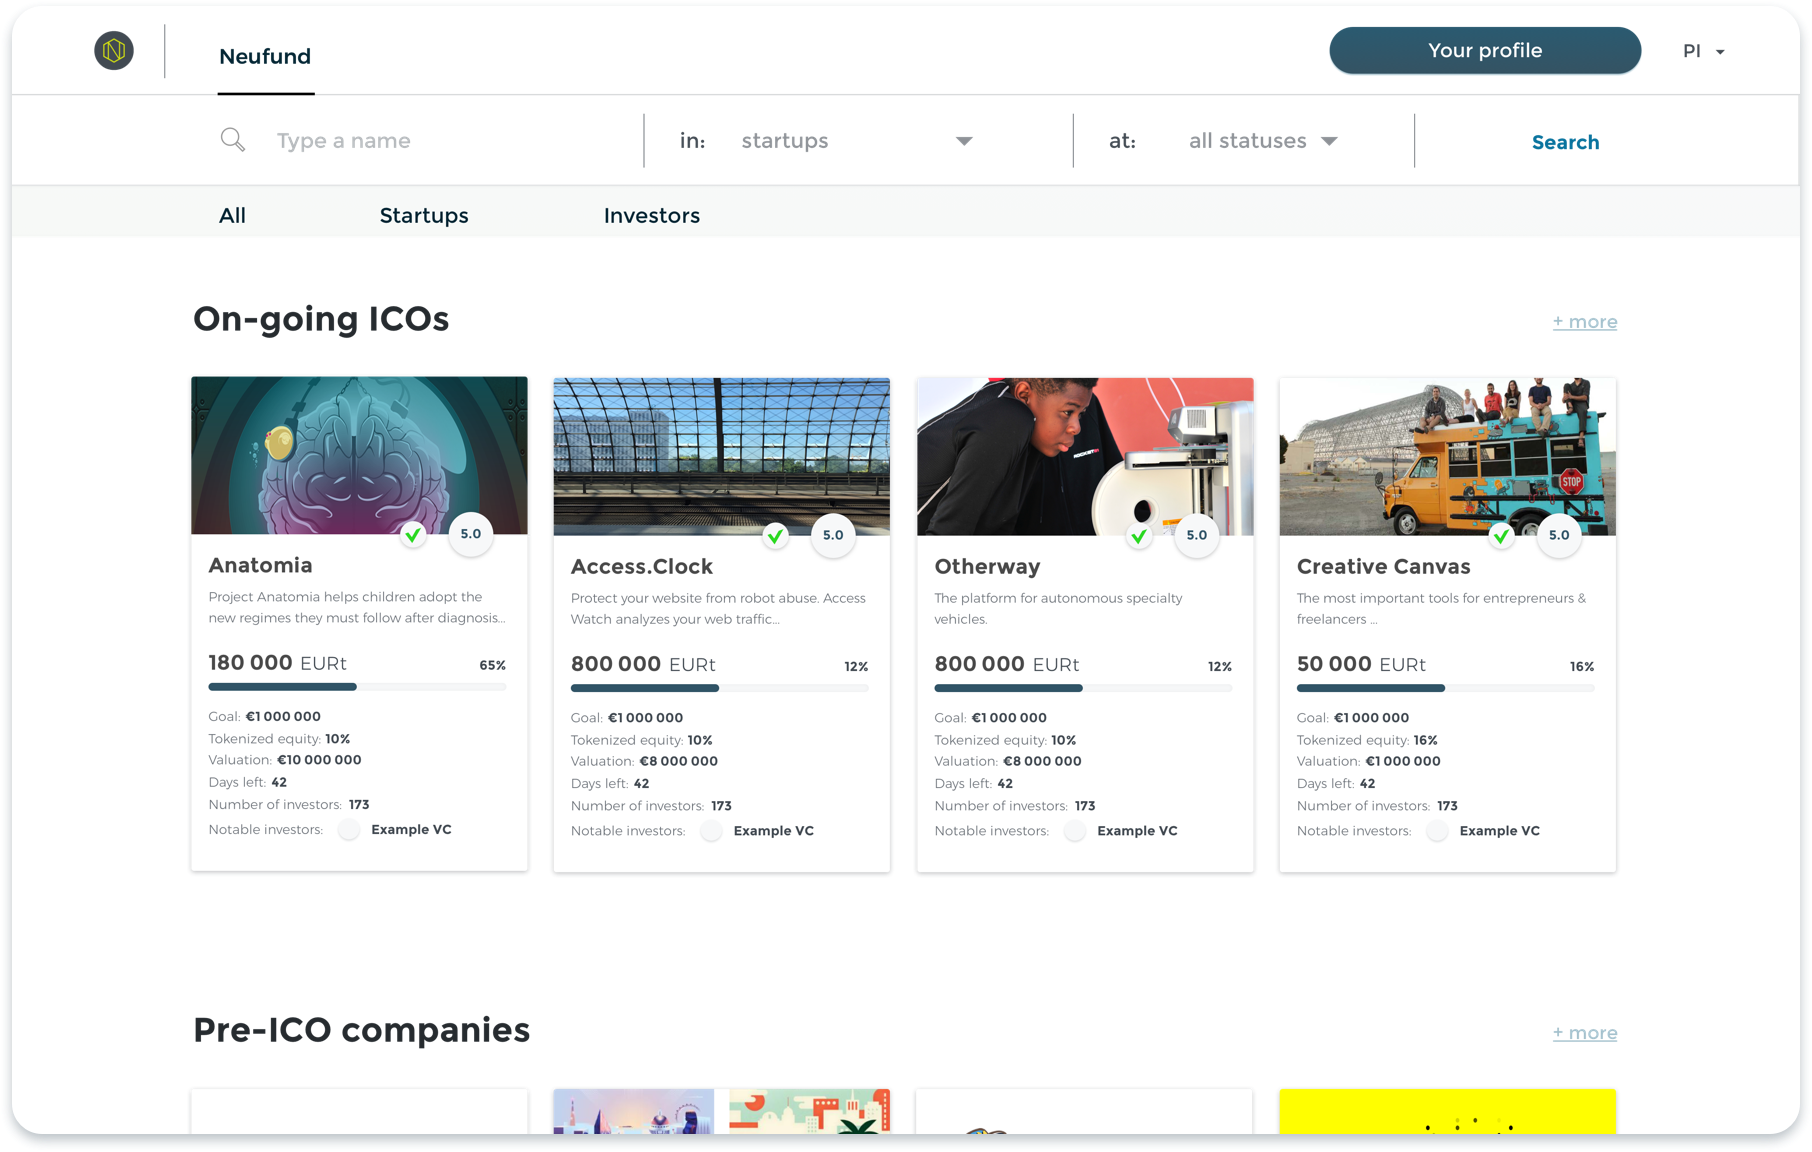 Neufund
Your profile
PI
Type a name
in:
startups
at:
all statuses
Search
All
Startups
Investors
On-going ICOs
+ more
5.0
Anatomia
Project Anatomia helps children adopt the
new regimes they must follow after diagnosis...
180 000 EURt
65%
Goal: €1 000 000
Tokenized equity: 10%
Valuation: €10 000 000
Days left: 42
Number of investors: 173
Notable investors: Example VC
5.0
Access.Clock
Protect your website from robot abuse. Access
Watch analyzes your web traffic...
800 000 EURt
12%
Goal: €1 000 000
Tokenized equity: 10%
Valuation: €8 000 000
Days left: 42
Number of investors: 173
Notable investors: Example VC
5.0
Otherway
The platform for autonomous specialty
vehicles.
800 000 EURt
12%
Goal: €1 000 000
Tokenized equity: 10%
Valuation: €8 000 000
Days left: 42
Number of investors: 173
Notable investors: Example VC
STOP
5.0
Creative Canvas
The most important tools for entrepreneurs &
freelancers ...
50 000 EURt
16%
Goal: €1 000 000
Tokenized equity: 16%
Valuation: €1 000 000
Days left: 42
Number of investors: 173
Notable investors: Example VC
Pre-ICO companies
+ more